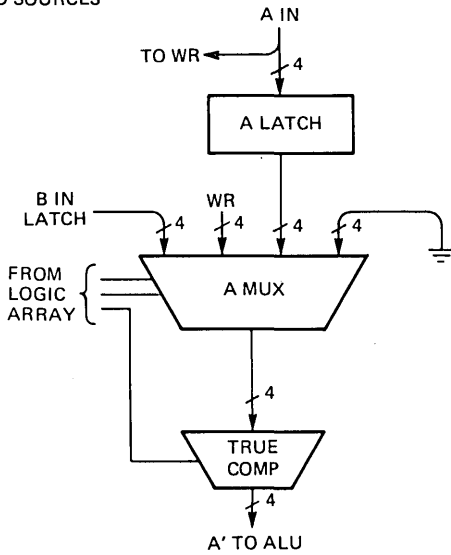 SOURCES
A IN
TO WR
4
A LATCH
B IN
LATCH
WR
4
4
4
4
FROM
LOGIC
ARRAY
A MUX
4
TRUE
COMP
4
A' TO ALU